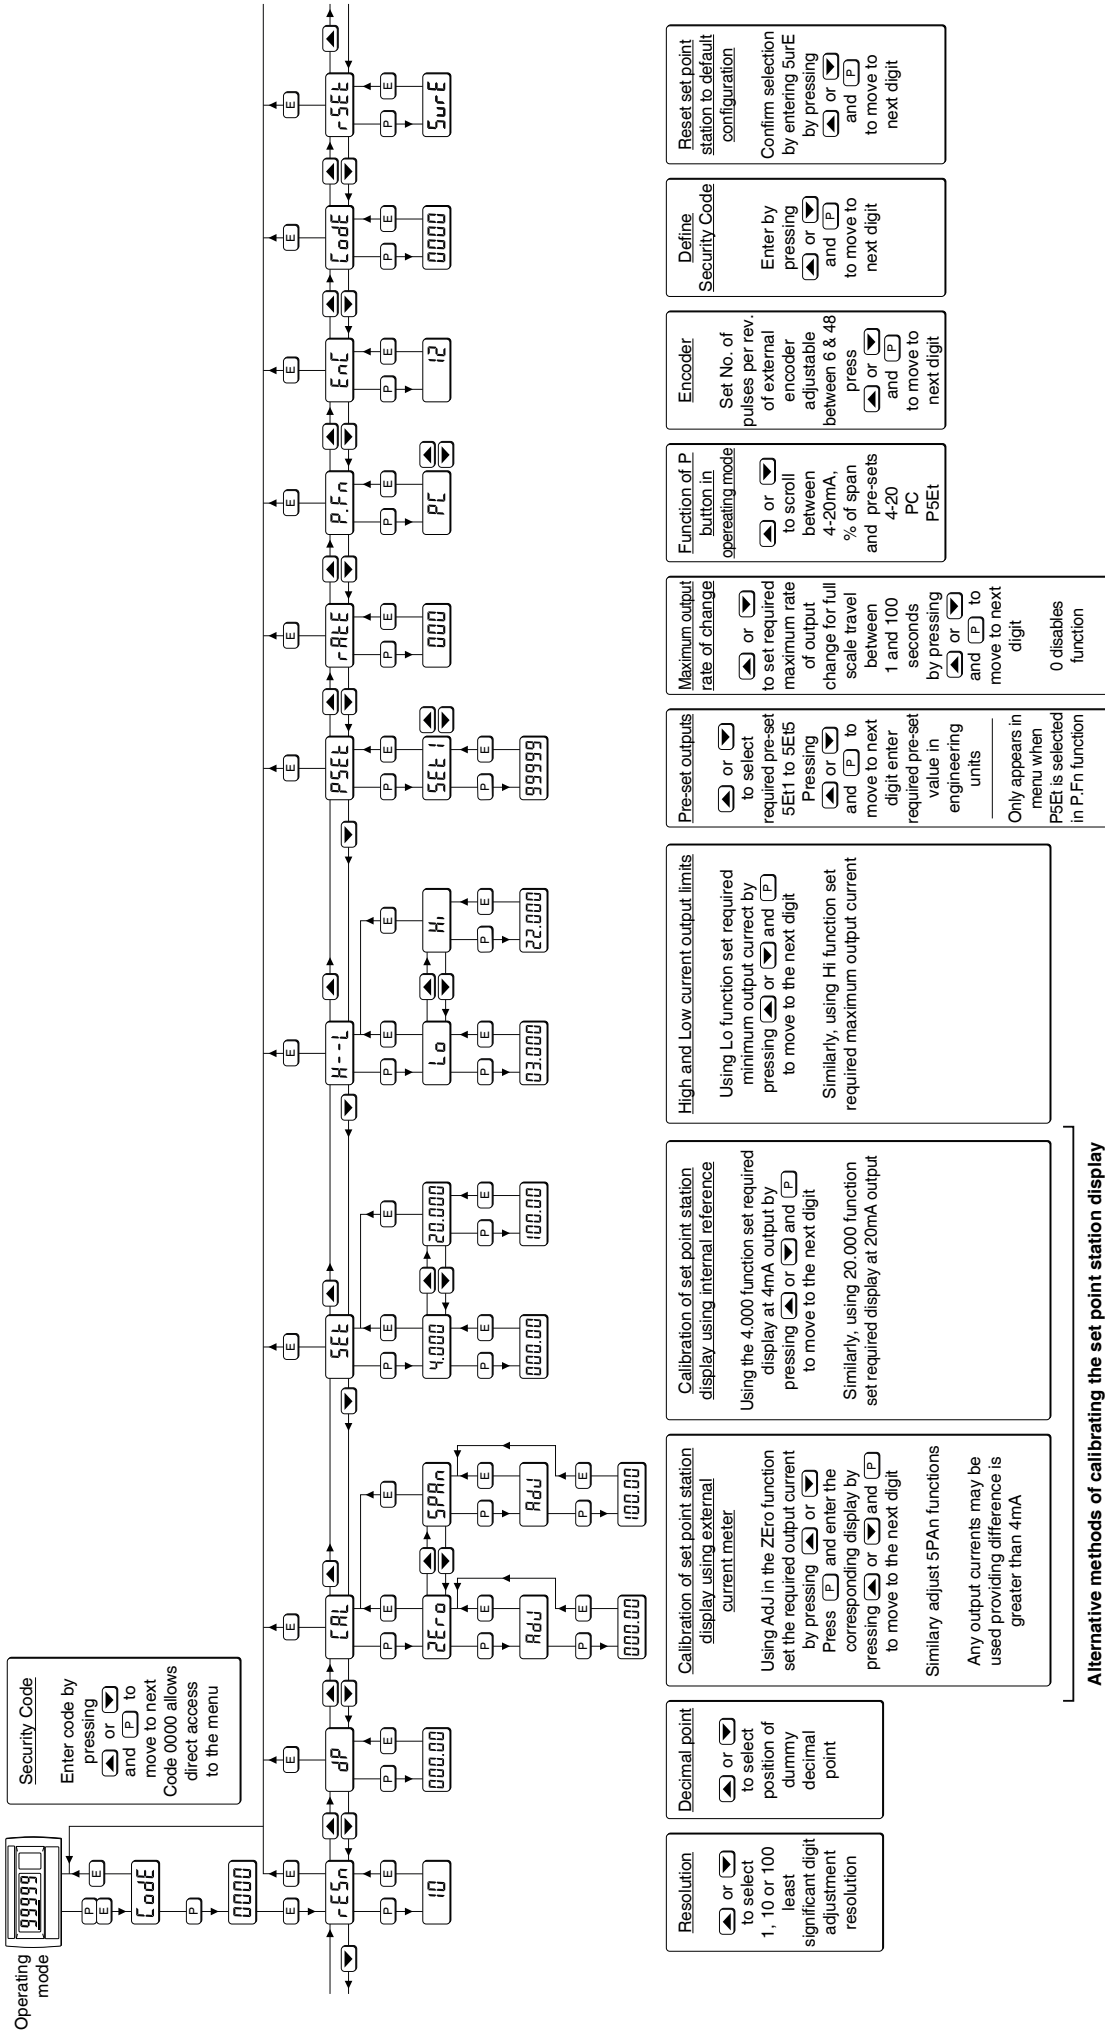 Operating
mode
99999
Security Code
Enter code by
pressing
▲ or ▼
and P to
move to next
Code 0000 allows
direct access
to the menu
P
E
E
CodE
P
0000
E
E
rESn
P
E
10
E
dP
P
E
000.00
E
CAL
P
E
E
ZEro
SPAn
P
E
P
E
AdJ
AdJ
P
E
P
E
000.00
100.00
E
SEt
P
E
E
4.000
20.000
P
E
P
E
000.00
100.00
E
H--L
P
E
E
Lo
Hi
P
E
P
E
03.000
22.000
E
PSEt
P
E
SEt 1
P
E
99999
E
rAtE
P
E
000
E
P.Fn
P
E
PC
E
EnC
P
E
12
E
CodE
P
E
0000
E
rSEt
P
E
SurE
Resolution
▲ or ▼
to select
1, 10 or 100
least
significant digit
adjustment
resolution
Decimal point
▲ or ▼
to select
position of
dummy
decimal
point
Calibration of set point station
display using external
current meter
Using AdJ in the ZEro function
set the required output current
by pressing ▲ or ▼
Press P and enter the
corresponding display by
pressing ▲ or ▼ and P
to move to the next digit
Similary adjust 5PAn functions
Any output currents may be
used providing difference is
greater than 4mA
Calibration of set point station
display using internal reference
Using the 4.000 function set required
display at 4mA output by
pressing ▲ or ▼ and P
to move to the next digit
Similarly, using 20.000 function
set required display at 20mA output
Alternative methods of calibrating the set point station display
High and Low current output limits
Using Lo function set required
minimum output currect by
pressing ▲ or ▼ and P
to move to the next digit
Similarly, using Hi function set
required maximum output current
Pre-set outputs
▲ or ▼
to select
required pre-set
5Et1 to 5Et5
Pressing
▲ or ▼
and P to
move to next
digit enter
required pre-set
value in
engineering
units
Only appears in
menu when
P5Et is selected
in P.Fn function
Maximum output
rate of change
▲ or ▼
to set required
maximum rate
of output
change for full
scale travel
between
1 and 100
seconds
by pressing
▲ or ▼
and P to
move to next
digit
0 disables
function
Function of P
button in
opereating mode
▲ or ▼
to scroll
between
4-20mA,
% of span
and pre-sets
4-20
PC
P5Et
Encoder
Set No. of
pulses per rev.
of external
encoder
adjustable
between 6 & 48
press
▲ or ▼
and P
to move to
next digit
Define
Security Code
Enter by
pressing
▲ or ▼
and P
to move to
next digit
Reset set point
station to default
configuration
Confirm selection
by entering 5urE
by pressing
▲ or ▼
and P
to move to
next digit